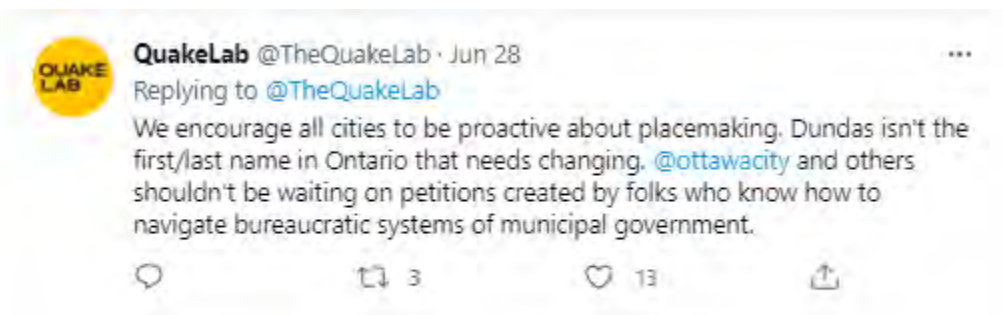 QUAKE
LAB
QuakeLab @TheQuakeLab · Jun 28
Replying to @TheQuakeLab
We encourage all cities to be proactive about placemaking. Dundas isn't the
first/last name in Ontario that needs changing. @ottawacity and others
shouldn't be waiting on petitions created by folks who know how to
navigate bureaucratic systems of municipal government.
3 13